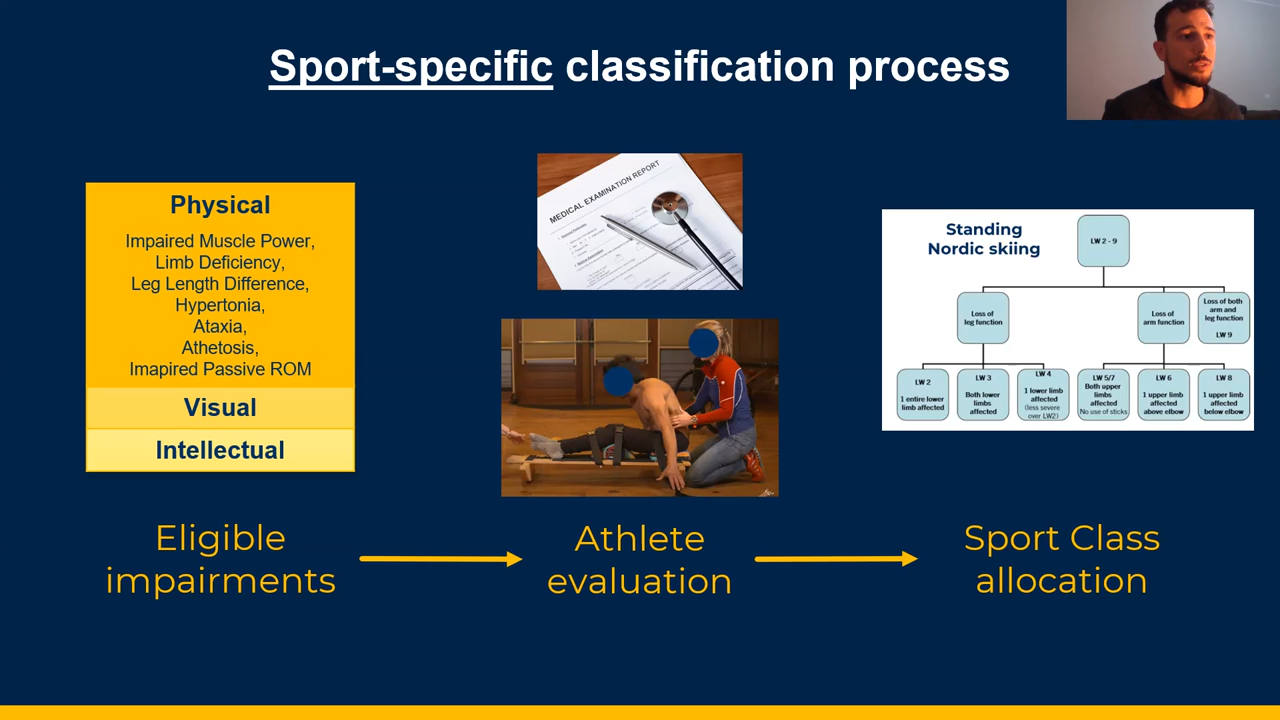 Sport-specific classification process
Physical
Impaired Muscle Power,
Limb Deficiency,
Leg Length Difference,
Hypertonia,
Ataxia,
Athetosis,
Imapired Passive ROM
Visual
Intellectual
MEDICAL EXAMINATION REPORT
Standing
Nordic skiing
LW 2 - 9
Loss of
leg function
Loss of
arm function
Loss of both
arm and
leg function
LW 9
LW 2
1 entire lower
limb affected
LW 3
Both lower
limbs
affected
LW 4
1 lower limb
affected
(less severe
over LW2)
LW 5/7
Both upper
limbs
affected
No use of sticks
LW 6
1 upper limb
affected
above elbow
LW 8
1 upper limb
affected
below elbow
Eligible
impairments
Athlete
evaluation
Sport Class
allocation